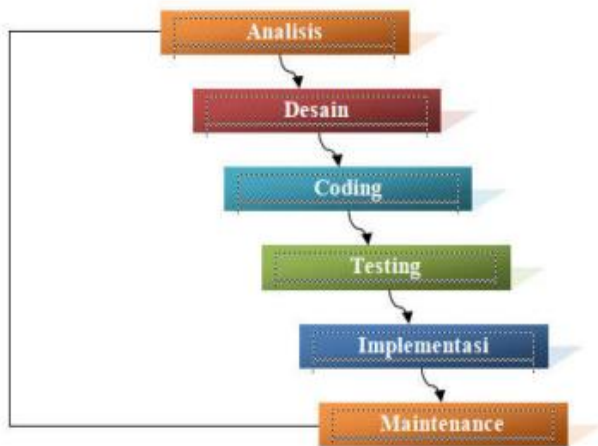 Analisis
Desain
Coding
Testing
Implementasi
Maintenance